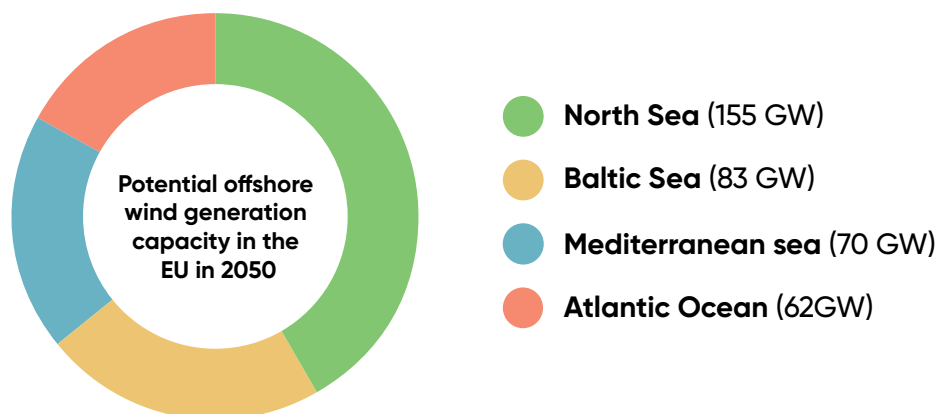 Potential offshore
wind generation
capacity in the
EU in 2050
North Sea (155 GW)
Baltic Sea (83 GW)
Mediterranean sea (70 GW)
Atlantic Ocean (62GW)